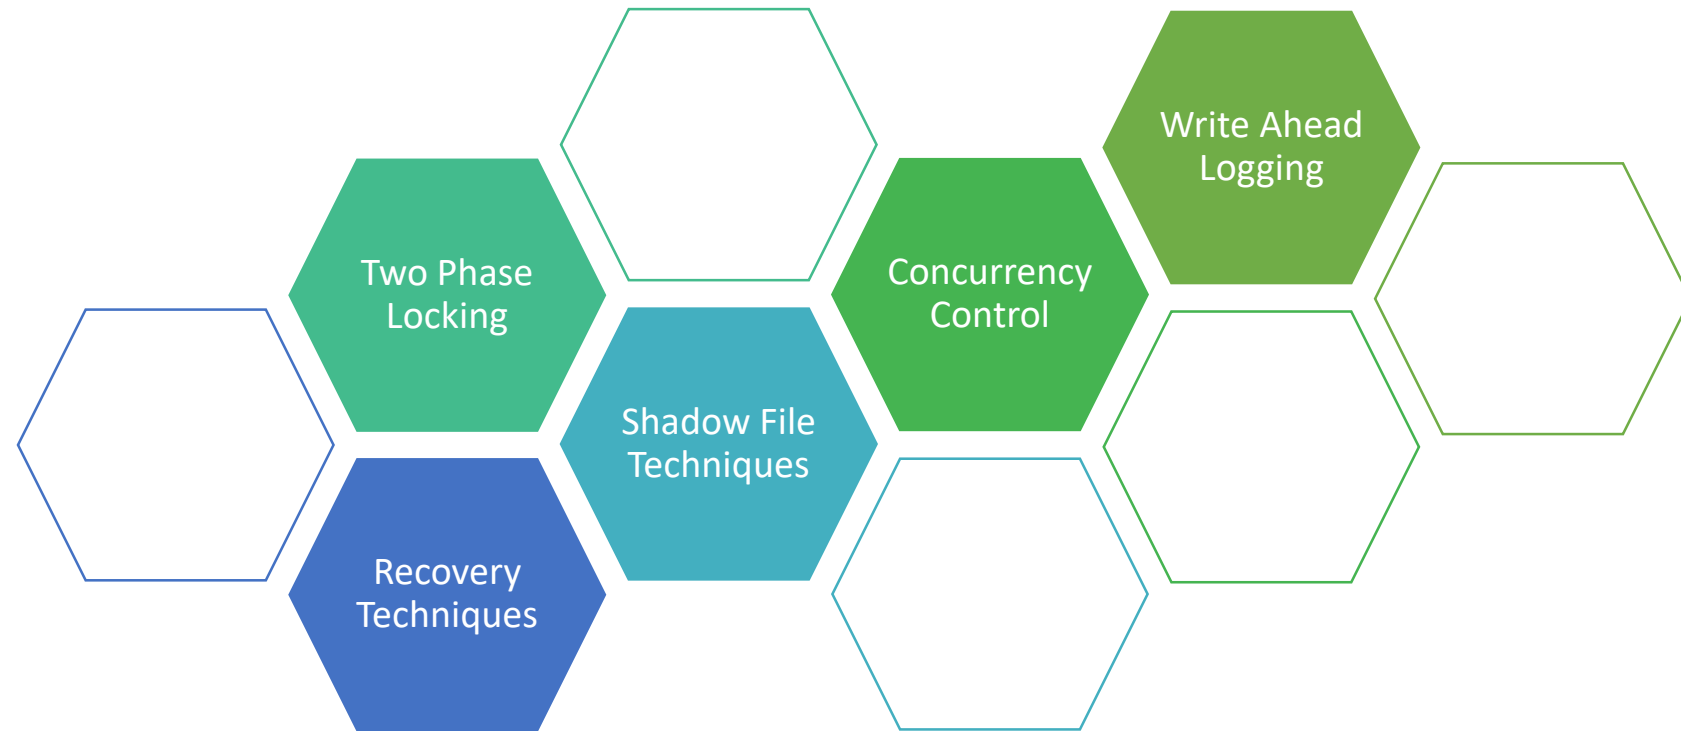 Write Ahead
Logging
Two Phase
Locking
Concurrency
Control
Shadow File
Techniques
Recovery
Techniques